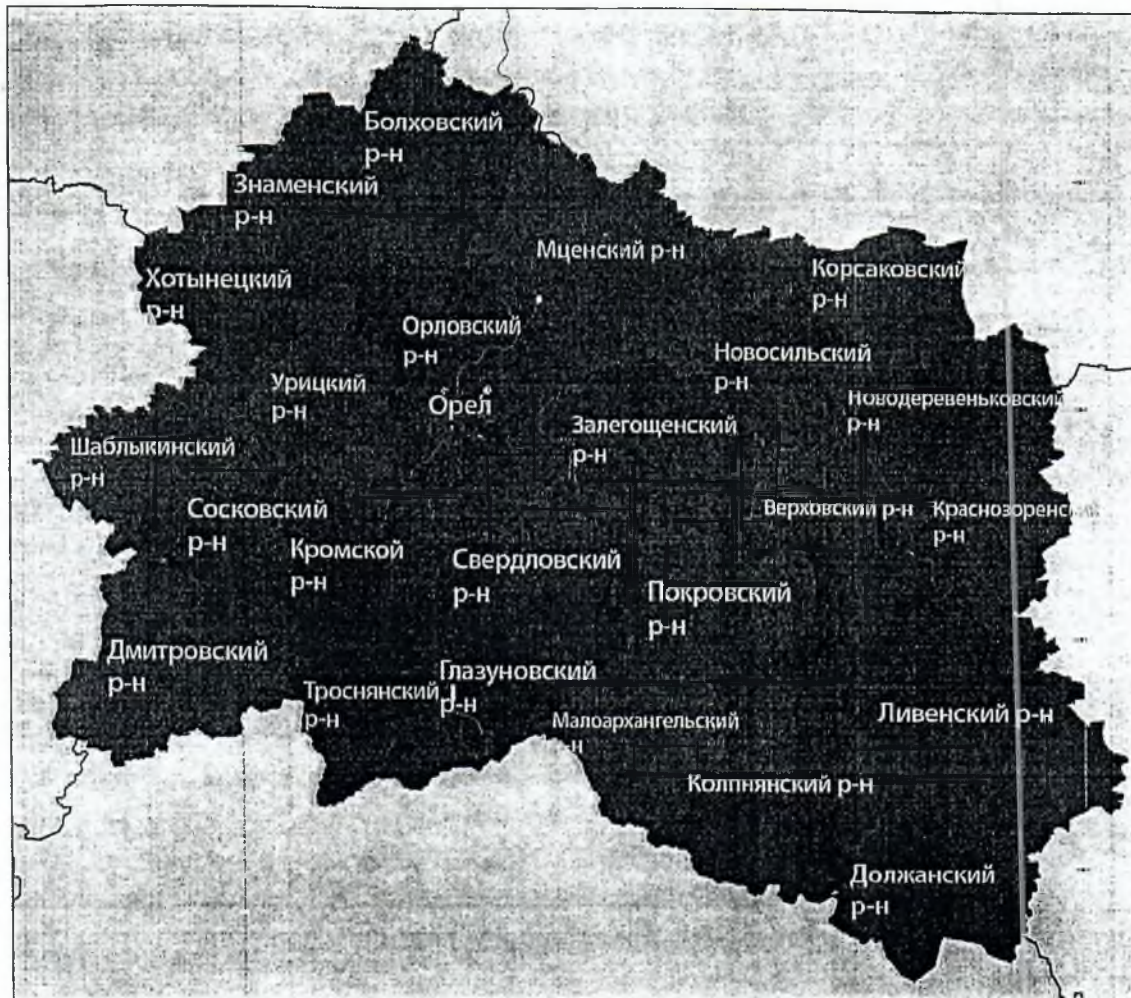 Болховский
р-н
Знаменский
р-н
Мценский р-н
Корсаковский
р-н
Хотынецкий
р-н
Орловский
р-н
Новосильский
р-н
Урицкий
р-н
Орел
Новодеревеньковский
р-н
Залегощенский
р-н
Шаблыкинский
р-н
Сосковский
р-н
Верховский р-н
Краснозоренс
р-н
Кромской
р-н
Свердловский
р-н
Покровский
р-н
Дмитровский
р-н
Глазуновский
р-н
Троснянский
р-н
Малоархангельский
н
Ливенский р-н
Колпнянский р-н
Должанский
р-н